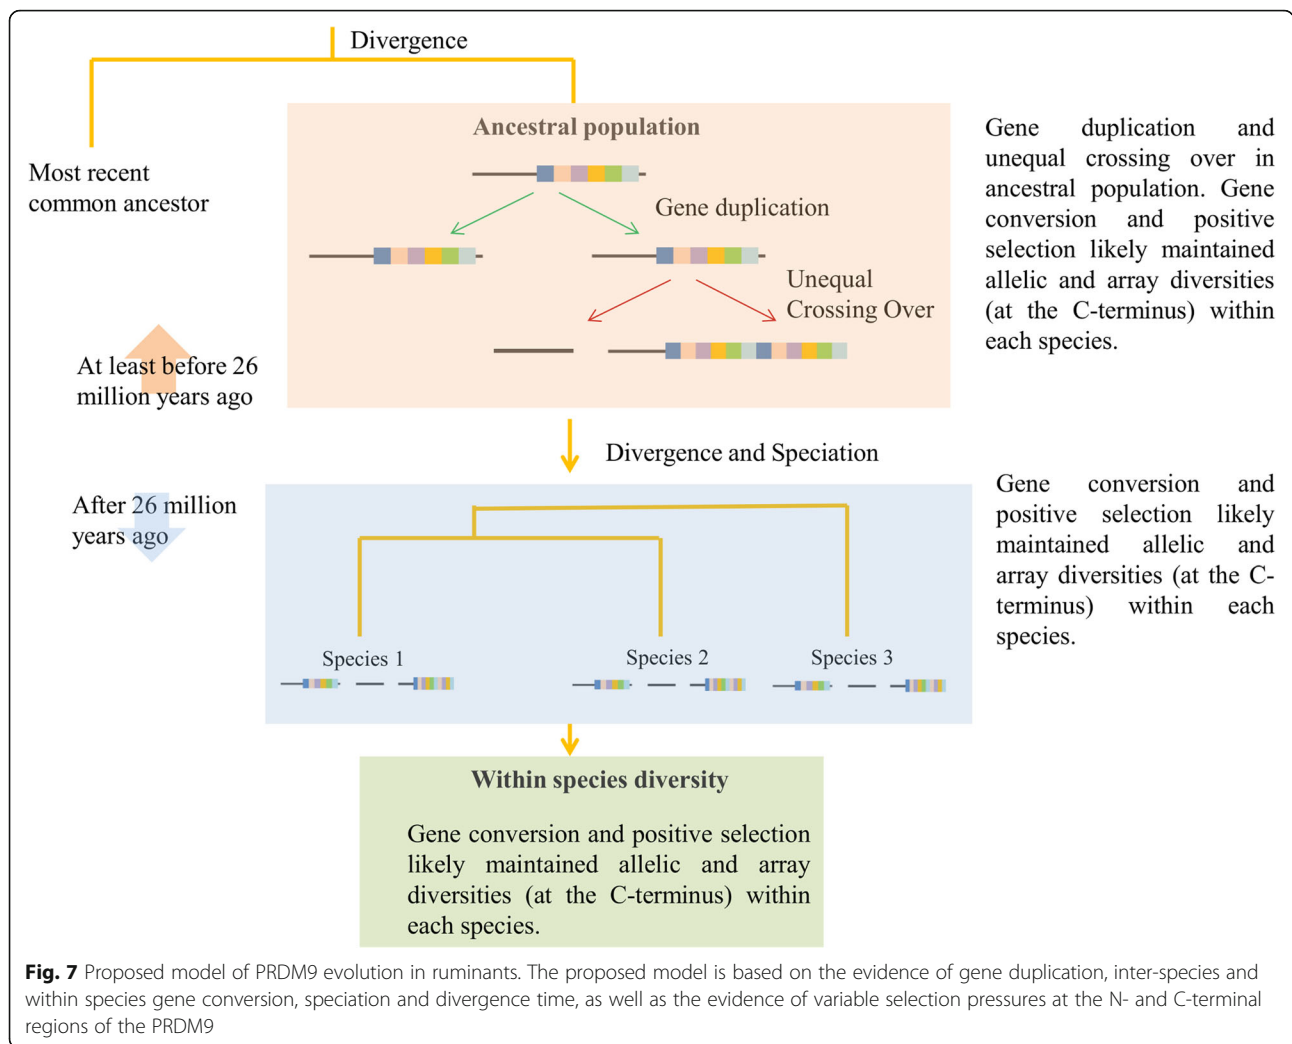 Divergence
Most recent
common ancestor
Ancestral population
Gene duplication
Unequal
Crossing Over
Gene duplication and
unequal crossing over in
ancestral population. Gene
conversion and positive
selection likely maintained
allelic and array diversities
(at the C-terminus) within
each species.
At least before 26
million years ago
Divergence and Speciation
After 26 million
years ago
Gene conversion and
positive selection likely
maintained allelic and
array diversities (at the C-
terminus) within each
species.
Species 1
Species 2
Species 3
Within species diversity
Gene conversion and positive selection
likely maintained allelic and array
diversities (at the C-terminus) within
each species.
Fig. 7 Proposed model of PRDM9 evolution in ruminants. The proposed model is based on the evidence of gene duplication, inter-species and
within species gene conversion, speciation and divergence time, as well as the evidence of variable selection pressures at the N- and C-terminal
regions of the PRDM9